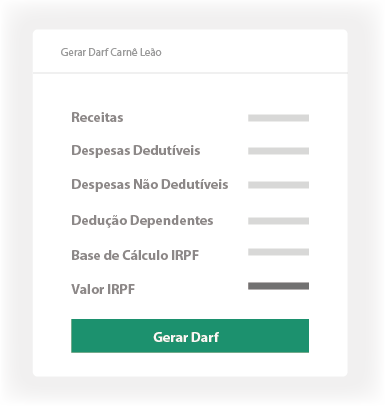 Gerar Darf Carnê Leão
Receitas
Despesas Dedutíveis
Despesas Não Dedutíveis
Dedução Dependentes
Base de Cálculo IRPF
Valor IRPF
Gerar Darf